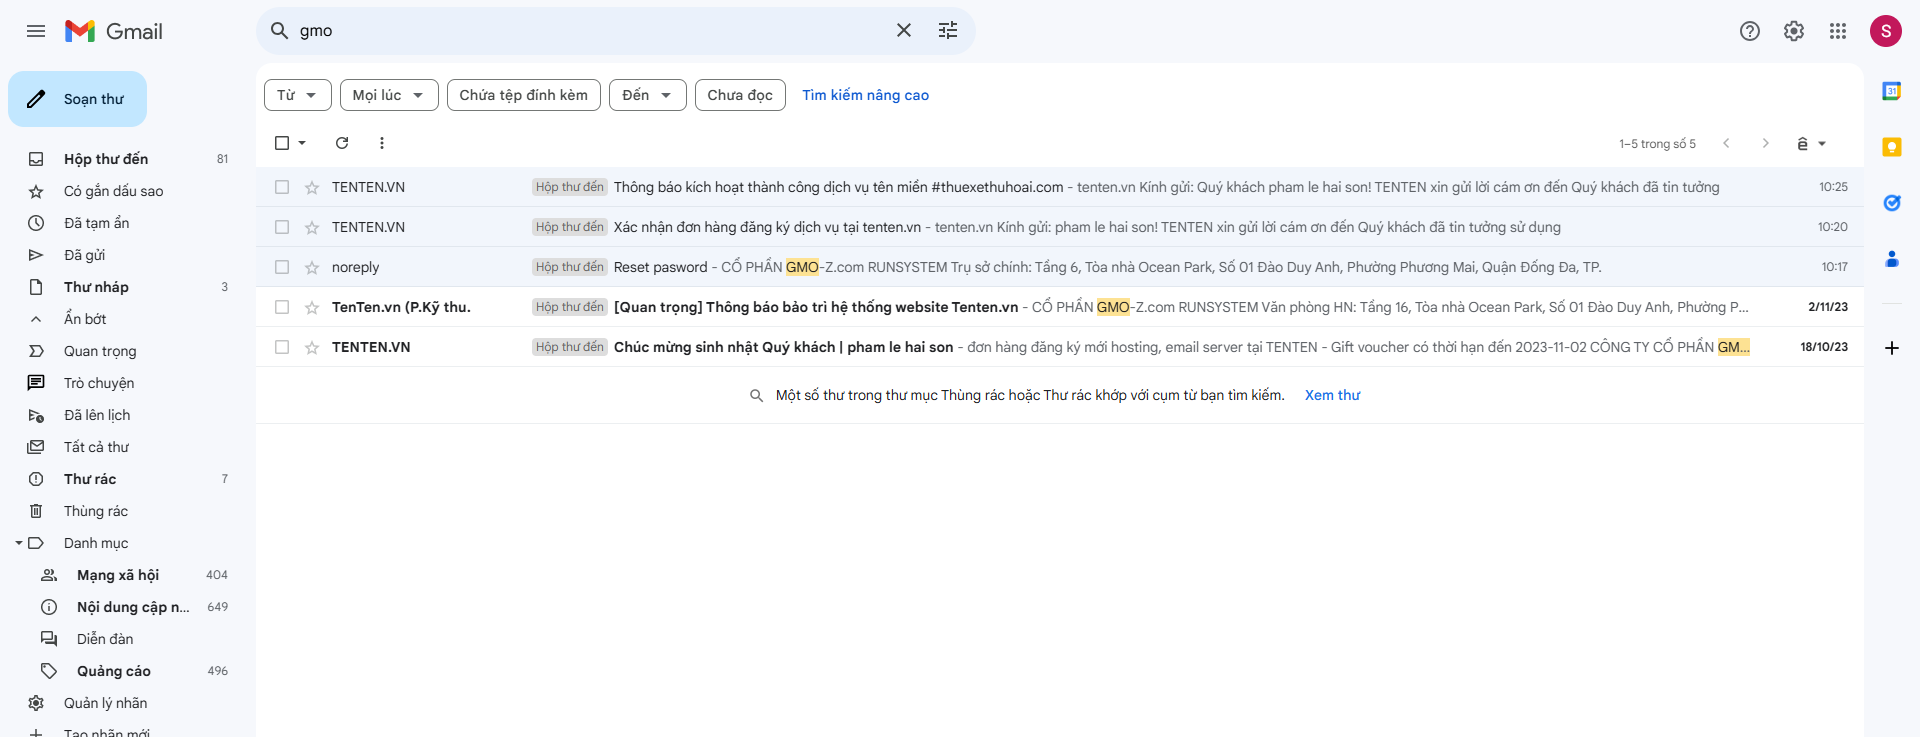 Gmail
gmo
S
Soạn thư
Từ
Mọi lúc
Chứa tệp đính kèm
Đến
Chưa đọc
Tìm kiếm nâng cao
31
1–5 trong số 5
Hộp thư đến 81
Có gắn dấu sao
Đã tạm ẩn
Đã gửi
Thư nháp 3
Ẩn bớt
Quan trọng
Trò chuyện
Đã lên lịch
Tất cả thư
Thư rác 7
Thùng rác
Danh mục
Mạng xã hội 404
Nội dung cập n... 649
Diễn đàn
Quảng cáo 496
Quản lý nhãn
Tạo nhãn mới
TENTEN.VN Hộp thư đến Thông báo kích hoạt thành công dịch vụ tên miền #thuexethuhoai.com - tenten.vn Kính gửi: Quý khách pham le hai son! TENTEN xin gửi lời cám ơn đến Quý khách đã tin tưởng 10:25
TENTEN.VN Hộp thư đến Xác nhận đơn hàng đăng ký dịch vụ tại tenten.vn - tenten.vn Kính gửi: pham le hai son! TENTEN xin gửi lời cám ơn đến Quý khách đã tin tưởng sử dụng 10:20
noreply Hộp thư đến Reset pasword - CỔ PHẦN GMO-Z.com RUNSYSTEM Trụ sở chính: Tầng 6, Tòa nhà Ocean Park, Số 01 Đào Duy Anh, Phường Phương Mai, Quận Đống Đa, TP. 10:17
TenTen.vn (P.Kỹ thu. Hộp thư đến [Quan trọng] Thông báo bảo trì hệ thống website Tenten.vn - CỔ PHẦN GMO-Z.com RUNSYSTEM Văn phòng HN: Tầng 16, Tòa nhà Ocean Park, Số 01 Đào Duy Anh, Phường P... 2/11/23
TENTEN.VN Hộp thư đến Chúc mừng sinh nhật Quý khách | pham le hai son - đơn hàng đăng ký mới hosting, email server tại TENTEN - Gift voucher có thời hạn đến 2023-11-02 CÔNG TY CỔ PHẦN GM... 18/10/23
Một số thư trong thư mục Thùng rác hoặc Thư rác khớp với cụm từ bạn tìm kiếm. Xem thư